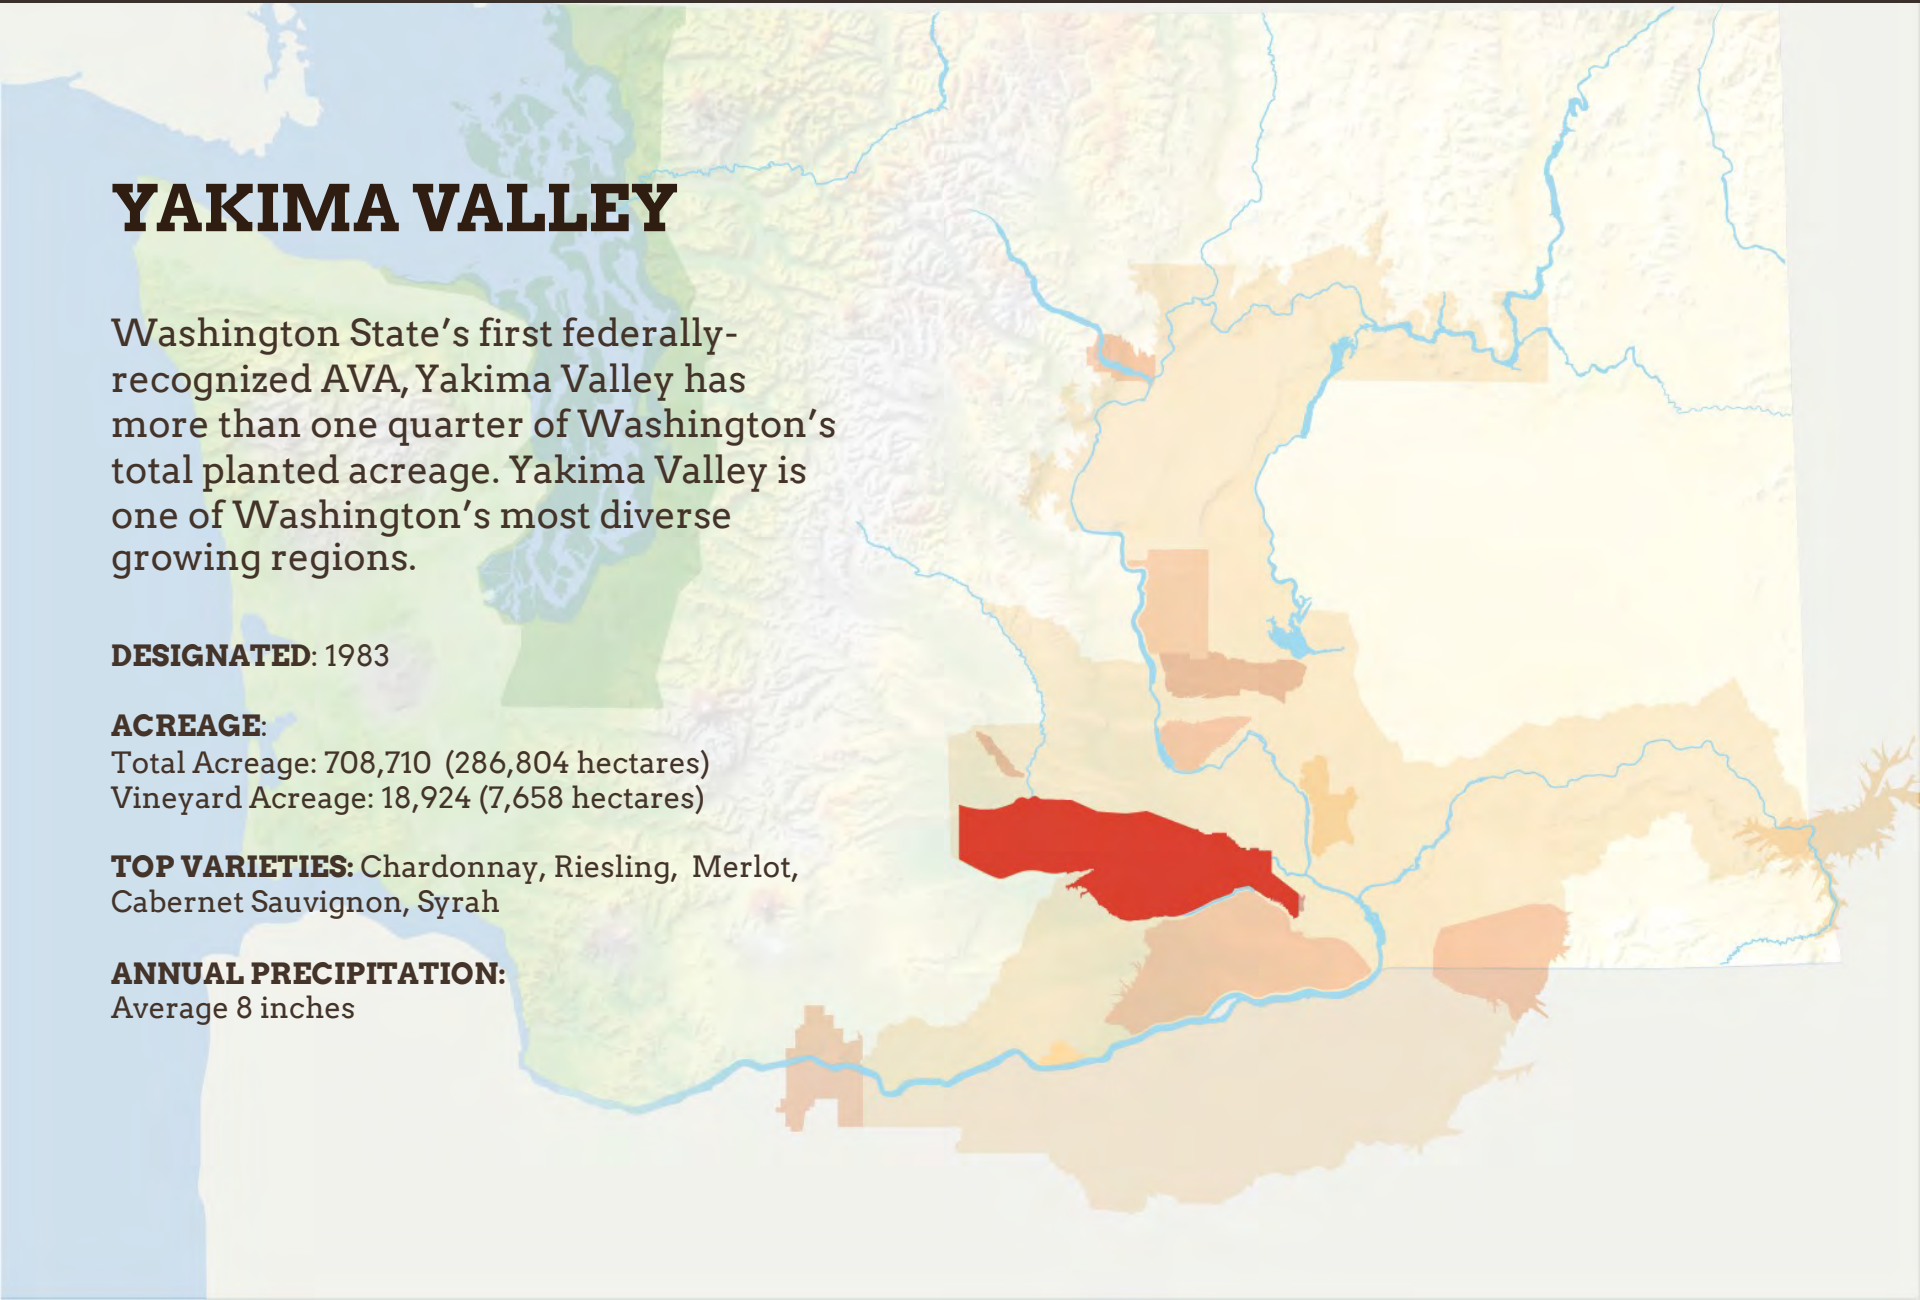 YAKIMA VALLEY
Washington State’s first federally-
recognized AVA, Yakima Valley has
more than one quarter of Washington’s
total planted acreage. Yakima Valley is
one of Washington’s most diverse
growing regions.
DESIGNATED: 1983
ACREAGE:
Total Acreage: 708,710 (286,804 hectares)
Vineyard Acreage: 18,924 (7,658 hectares)
TOP VARIETIES: Chardonnay, Riesling, Merlot,
Cabernet Sauvignon, Syrah
ANNUAL PRECIPITATION:
Average 8 inches